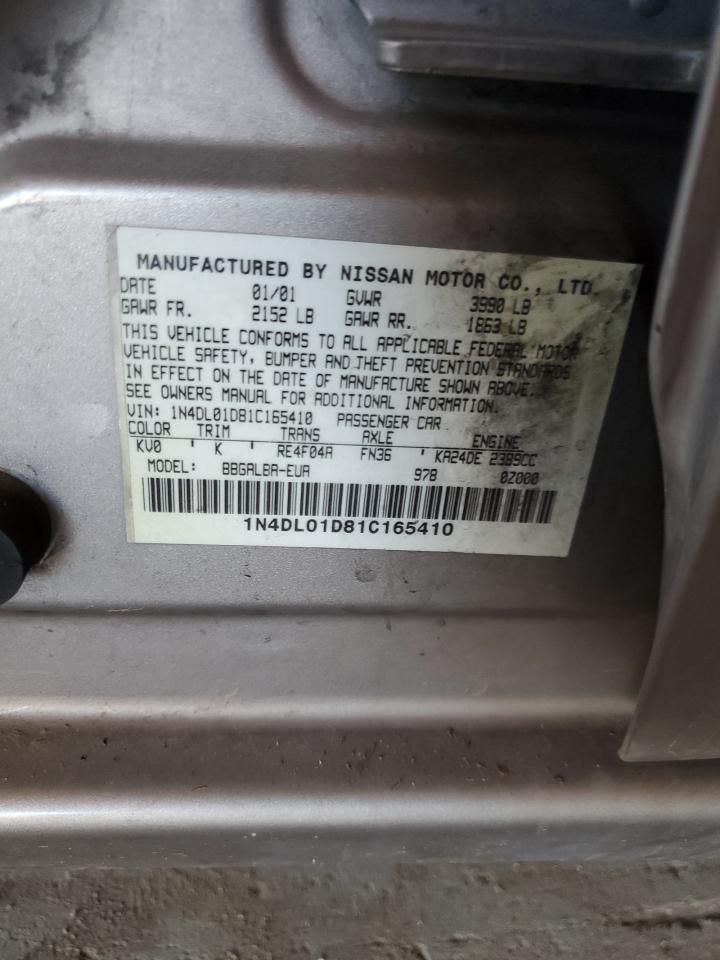 MANUFACTURED BY NISSAN MOTOR CO., LTD.
DATE 01/01 GVWR 3990 LB
GAWR FR. 2152 LB GAWR RR. 1863 LB
THIS VEHICLE CONFORMS TO ALL APPLICABLE FEDERAL MOTOR
VEHICLE SAFETY, BUMPER AND THEFT PREVENTION STANDARDS
IN EFFECT ON THE DATE OF MANUFACTURE SHOWN ABOVE.
SEE OWNERS MANUAL FOR ADDITIONAL INFORMATION.
VIN: 1N4DL01D81C165410 PASSENGER CAR
COLOR TRIM TRANS AXLE ENGINE
KV0 ' K ' RE4F04A FN36 ' KA24DE 2389CC
MODEL: BBGALBA-EUA 978 0Z000
1N4DL01D81C165410